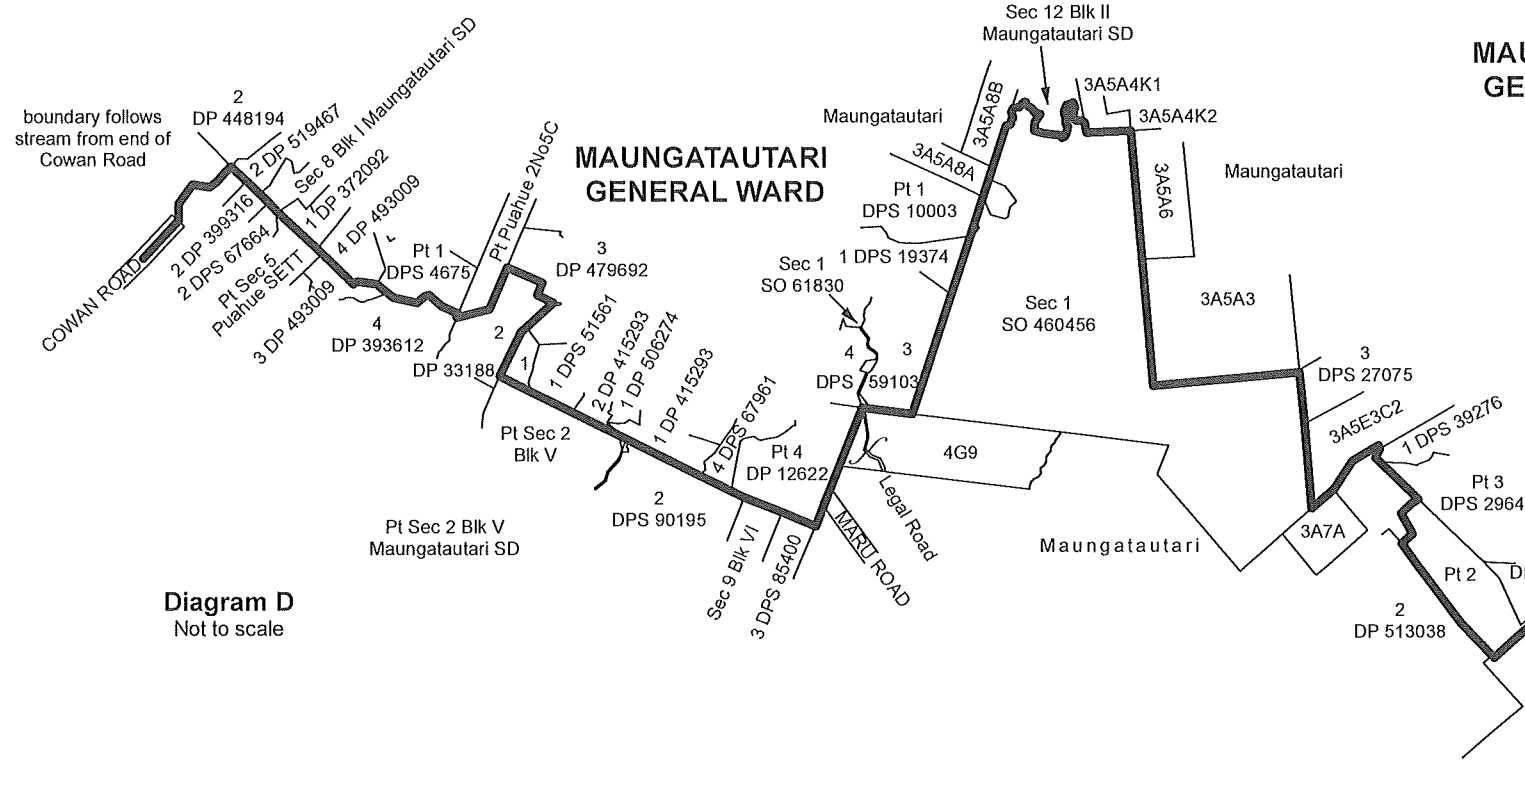 Sec 12 Blk II
Maungatautari SD
MAU
GE
3A5A4K1
3A5A4K2
2
DP 448194
boundary follows
stream from end of
Cowan Road
2 DP 519467
Sec 8 Blk I Maungatautari SD
1 DP 372092
4 DP 493009
2 DP 399316
2 DPS 67664
Pt Sec 5
Puahue SETT
3 DP 493009
COWAN ROAD
Pt 1
DPS 4675
Pt Puahue 2No5C
MAUNGATAUTARI
GENERAL WARD
Maungatautari
3A5A8B
3A5A8A
Pt 1
DPS 10003
1 DPS 19374
3A5A6
Maungatautari
3
DP 479692
Sec 1
SO 61830
Sec 1
SO 460456
3A5A3
4
DP 393612
2
DP 33188
1
1 DPS 51561
2 DP 415293
1 DP 506274
1 DP 415293
4 DPS 67961
4
3
DPS 59103
3
DPS 27075
3A5E3C2
1 DPS 39276
Pt Sec 2
Blk V
Pt 4
DP 12622
4G9
Legal Road
MARU ROAD
Pt 3
DPS 2964
2
DPS 90195
Pt Sec 2 Blk V
Maungatautari SD
Sec 9 Blk VI
3 DPS 85400
Maungatautari
3A7A
Pt 2
2
DP 513038
Diagram D
Not to scale